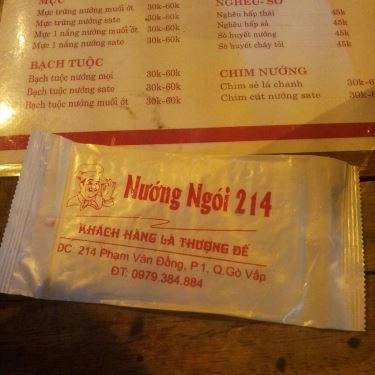 MỰC
Mực trứng nướng muối ớt 30k-60k
Mực trứng nướng sate 30k-60k
Mực 1 nắng nướng muối ớt 30k-60k
Mực 1 nắng nướng sate 30k-60k
BẠCH TUỘC
Bạch tuộc nướng mọi 30k-60k
Bạch tuộc nướng sate 30k-60k
Bạch tuộc nướng muối ớt 30k-60k
NGHÊU-SÒ
Nghêu hấp thái 45k
Nghêu hấp sả 45k
Sò huyết nướng 45k
Sò huyết cháy tỏi 45k
CHIM NƯỚNG
Chim sẻ lá chanh 30k-60k
Chim cút nướng sate 30k-60k
Nướng Ngói 214
KHÁCH HÀNG LÀ THƯỢNG ĐẾ
ĐC: 214 Phạm Văn Đồng, P.1, Q.Gò Vấp
ĐT: 0979.384.884